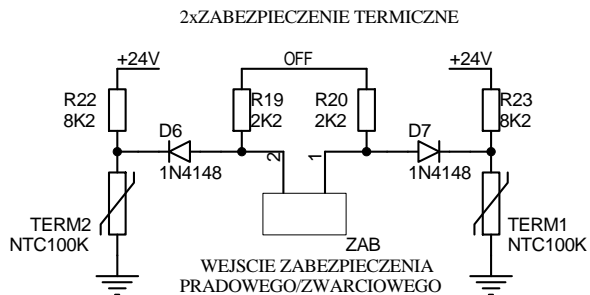 2xZABEZPIECZENIE TERMICZNE
+24V
OFF
+24V
R22
8K2
R19
2K2
R20
2K2
R23
8K2
D6
1N4148
D7
1N4148
2
1
TERM2
NTC100K
TERM1
NTC100K
ZAB
WEJSCIE ZABEZPIECZENIA
PRADOWEGO/ZWARCIOWEGO